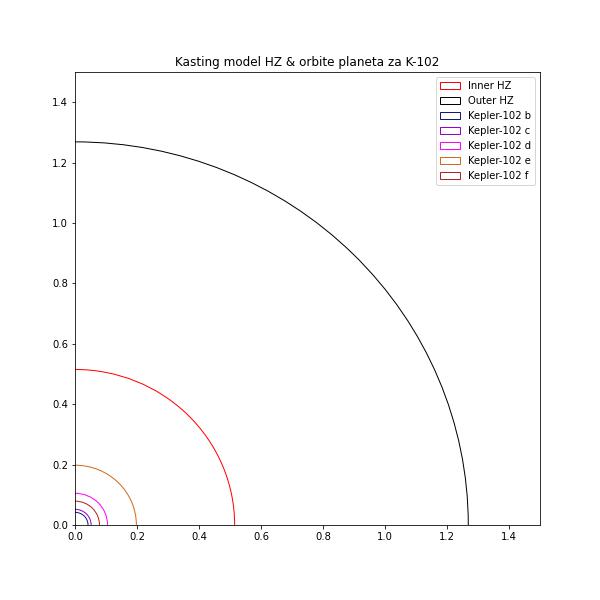 Kasting model HZ & orbite planeta za K-102
Inner HZ
Outer HZ
Kepler-102 b
Kepler-102 c
Kepler-102 d
Kepler-102 e
Kepler-102 f
1.4
1.2
1.0
0.8
0.6
0.4
0.2
0.0
0.0 0.2 0.4 0.6 0.8 1.0 1.2 1.4